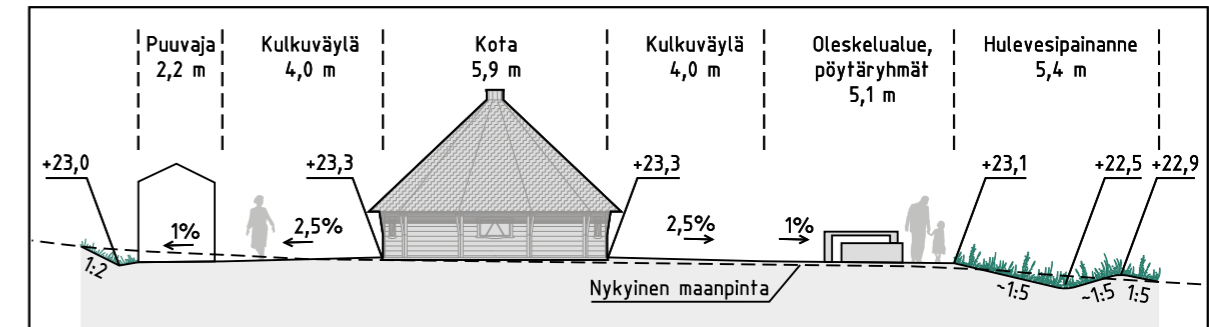 Puuvaja
2,2 m
Kulkuväylä
4,0 m
Kota
5,9 m
Kulkuväylä
4,0 m
Oleskelualue,
pöytäryhmät
5,1 m
Hulevesipainanne
5,4 m
+23,0
+23,3
+23,3
+23,1
+22,5
+22,9
1%
2,5%
2,5%
1%
1:2
Nykyinen maanpinta
~1:5
~1:5
1:5